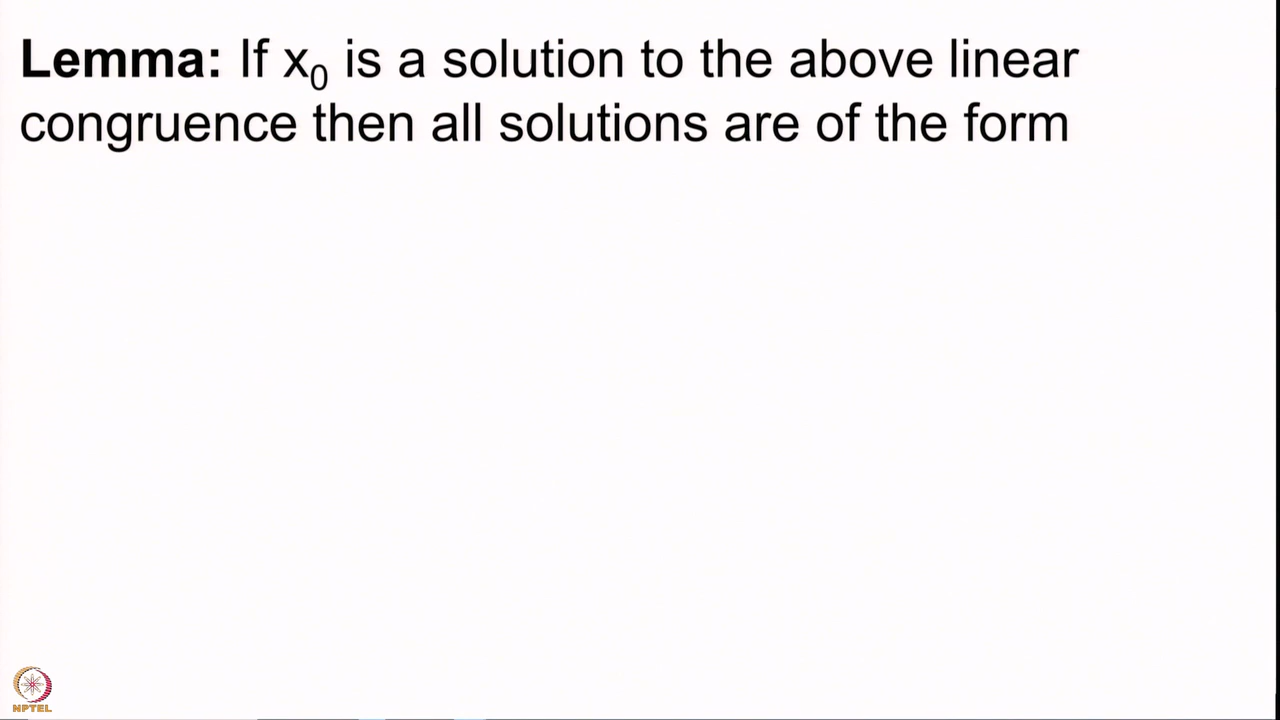 Lemma: If x₀ is a solution to the above linear
congruence then all solutions are of the form
NPTEL